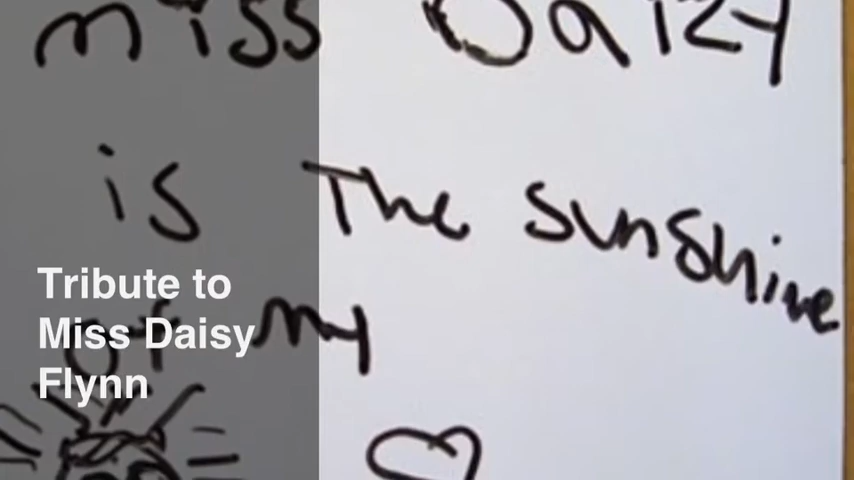 miss Daizy
is The sunshine
of my
Tribute to
Miss Daisy
Flynn